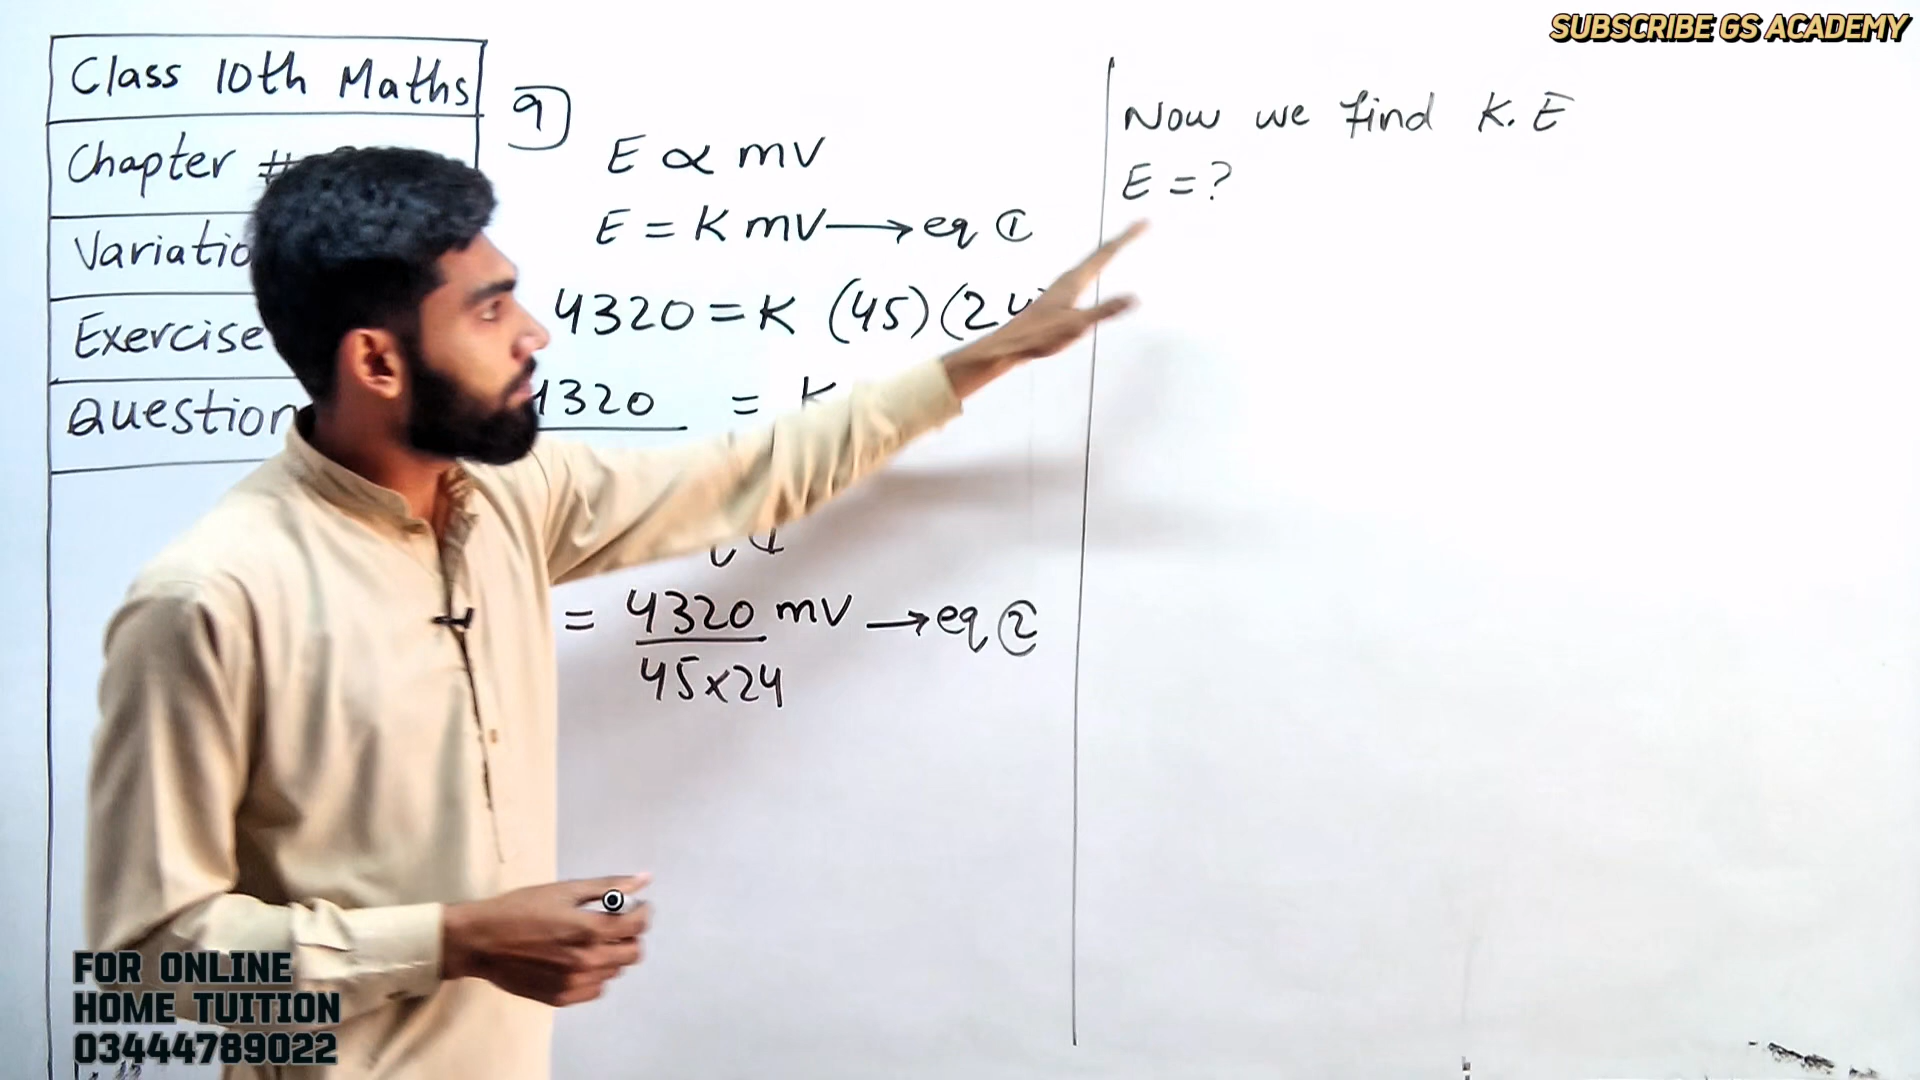 SUBSCRIBE GS ACADEMY
Class 10th Maths
Chapter #
Variatio
Exercise
Question
9
E ∝ mv
E = K mv → eq ①
4320 = K (45)(24)
1320 = K
= 4320 mv → eq ②
45×24
Now we find K.E
E = ?
FOR ONLINE
HOME TUITION
03444789022